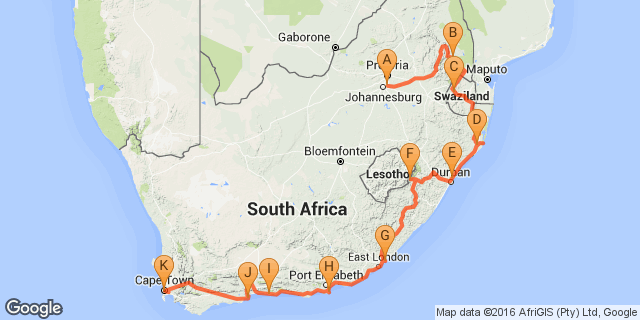 B
Gaborone
A
Pretoria
C
Maputo
Johannesburg
Swaziland
D
Bloemfontein
F
E
Lesotho
Durban
South Africa
G
East London
K
J
I
H
Port Elizabeth
Cape Town
Google
Map data ©2016 AfriGIS (Pty) Ltd, Google